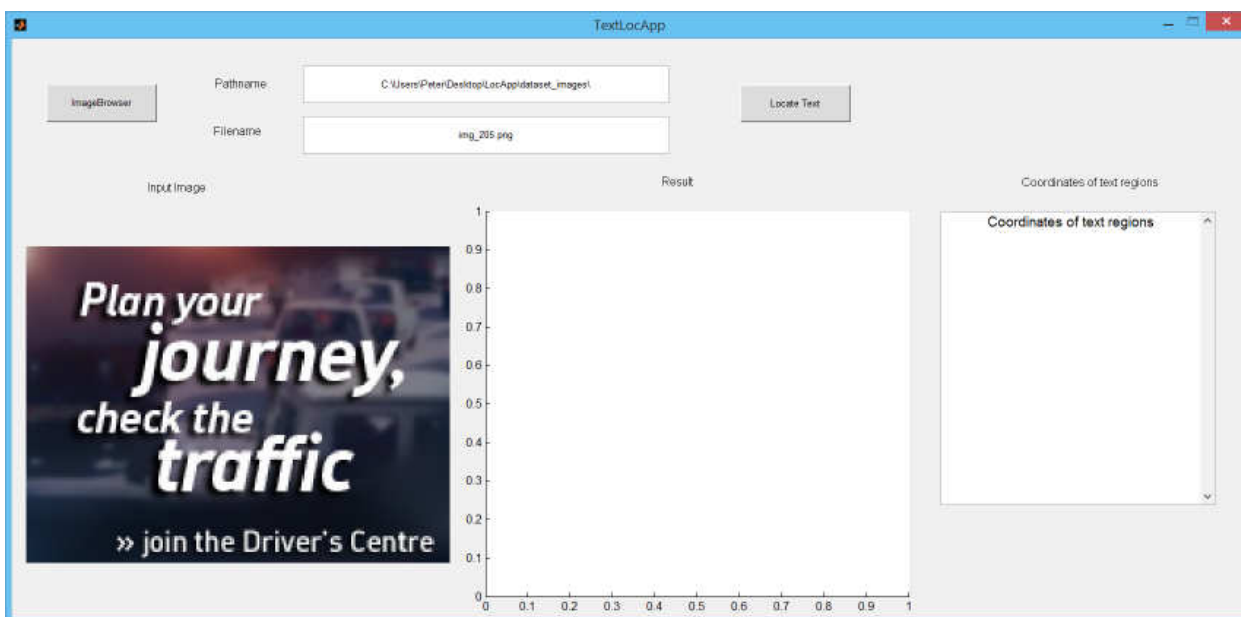 TextLocApp
Pathname
C:\Users\Peter\Desktop\LocApp\dataset_images\
ImageBrowser
Locate Text
Filename
img_205.png
Input Image
Result
Coordinates of text regions
Coordinates of text regions
Plan your
journey,
check the
traffic
» join the Driver's Centre
1
0.9
0.8
0.7
0.6
0.5
0.4
0.3
0.2
0.1
0
0 0.1 0.2 0.3 0.4 0.5 0.6 0.7 0.8 0.9 1